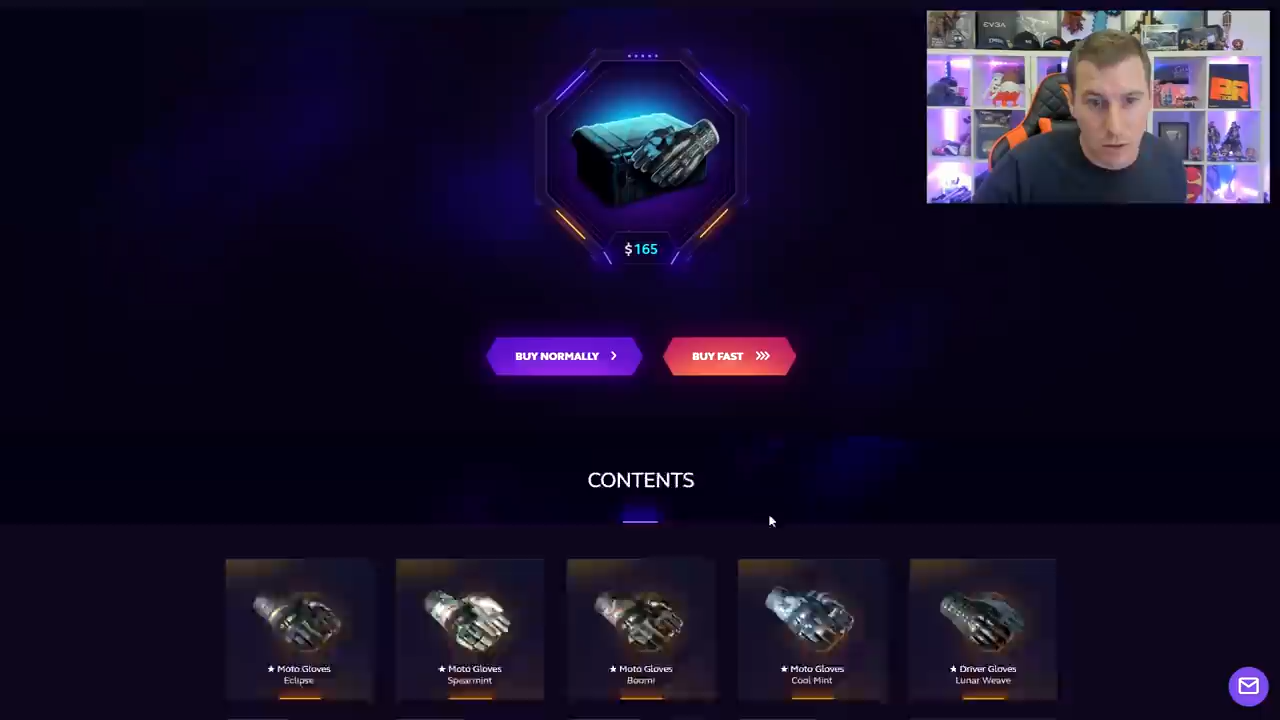 EVGA
$165
BUY NORMALLY
BUY FAST
CONTENTS
★ Moto Gloves
Eclipse
★ Moto Gloves
Spearmint
★ Moto Gloves
Boom!
★ Moto Gloves
Cool Mint
★ Driver Gloves
Lunar Weave